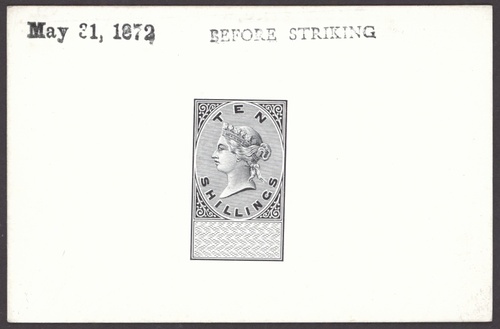 May 31, 1872 BEFORE STRIKING
TEN
SHILLINGS